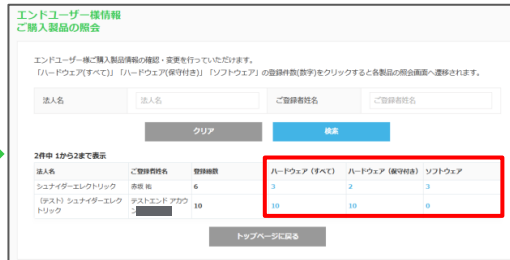 エンドユーザー様情報
ご購入製品の照会
エンドユーザー様ご購入製品情報の確認・変更を行っていただけます。
「ハードウェア(すべて)」「ハードウェア(保守付き)」「ソフトウェア」の登録件数(数字)をクリックすると各製品の照会画面へ遷移されます。
法人名 法人名 ご登録者姓名 ご登録者姓名
クリア 検索
2件中 1から2まで表示
法人名 ご登録者姓名 登録総数 ハードウェア（すべて） ハードウェア（保守付き） ソフトウェア
シュナイダーエレクトリック 赤坂 祐 6 3 2 3
（テスト）シュナイダーエレク テストエンド アカウ 10 10 10 0
トリック ン
トップページに戻る